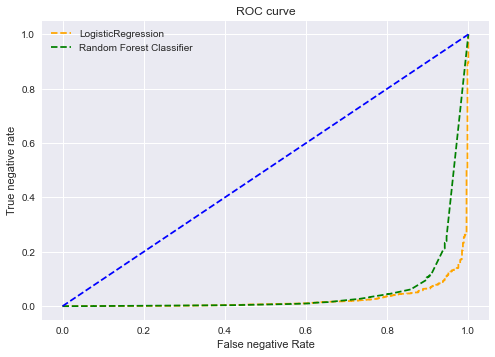 ROC curve
LogisticRegression
Random Forest Classifier
True negative rate
1.0
0.8
0.6
0.4
0.2
0.0
0.0 0.2 0.4 0.6 0.8 1.0
False negative Rate